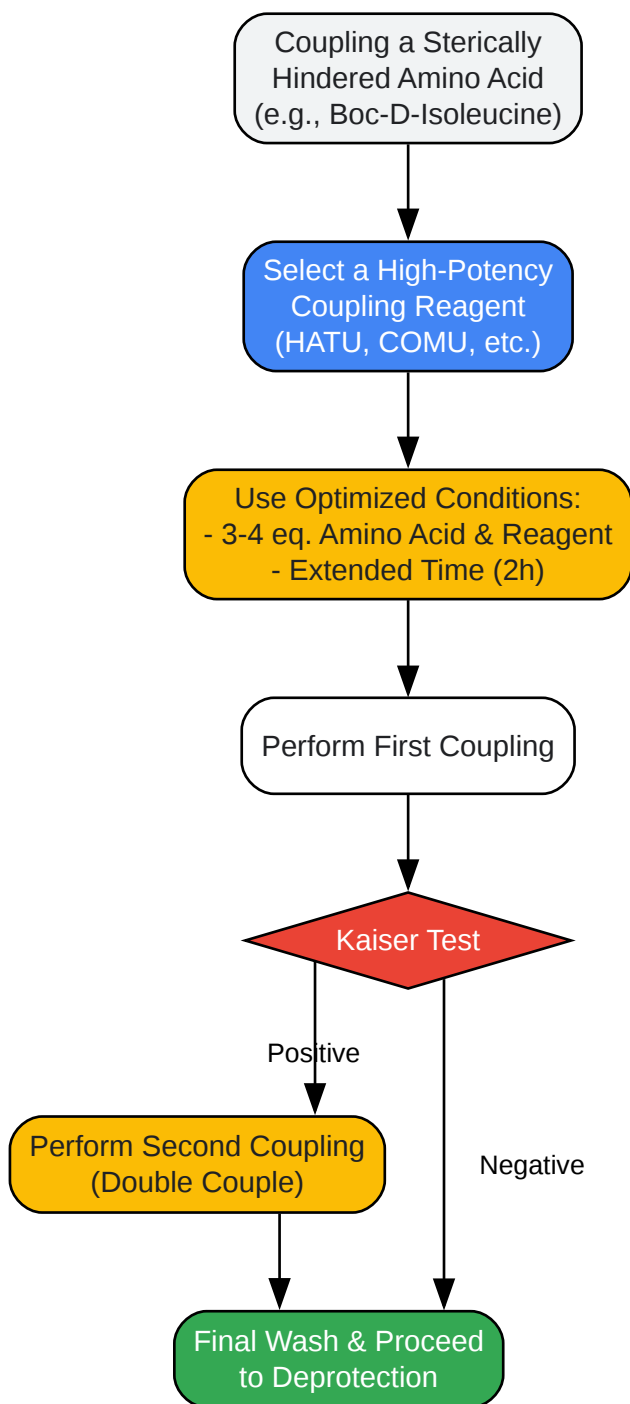 Coupling a Sterically
Hindered Amino Acid
(e.g., Boc-D-Isoleucine)
Select a High-Potency
Coupling Reagent
(HATU, COMU, etc.)
Use Optimized Conditions:
- 3-4 eq. Amino Acid & Reagent
- Extended Time (2h)
Perform First Coupling
Kaiser Test
Positive
Perform Second Coupling
(Double Couple)
Negative
Final Wash & Proceed
to Deprotection